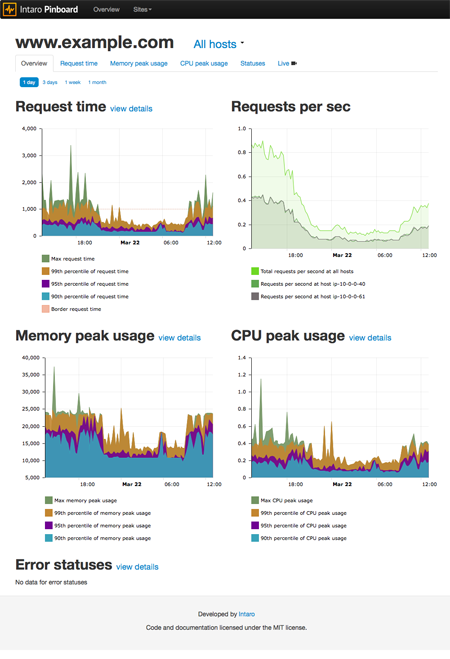 Intaro Pinboard Overview Sites
www.example.com All hosts
Overview Request time Memory peak usage CPU peak usage Statuses Live
1 day 3 days 1 week 1 month
Request time view details
4,000
3,000
2,000
1,000
0
18:00 Mar 22 06:00 12:00
Max request time
99th percentile of request time
95th percentile of request time
90th percentile of request time
Border request time
Requests per sec
1.0
0.8
0.6
0.4
0.2
0.0
18:00 Mar 22 06:00 12:00
Total requests per second at all hosts
Requests per second at host ip-10-0-0-40
Requests per second at host ip-10-0-0-61
Memory peak usage view details
40,000
35,000
30,000
25,000
20,000
15,000
10,000
5,000
18:00 Mar 22 06:00 12:00
Max memory peak usage
99th percentile of memory peak usage
95th percentile of memory peak usage
90th percentile of memory peak usage
CPU peak usage view details
1.4
1.2
1.0
0.8
0.6
0.4
0.2
0.0
18:00 Mar 22 06:00 12:00
Max CPU peak usage
99th percentile of CPU peak usage
95th percentile of CPU peak usage
90th percentile of CPU peak usage
Error statuses view details
No data for error statuses
Developed by Intaro
Code and documentation licensed under the MIT license.